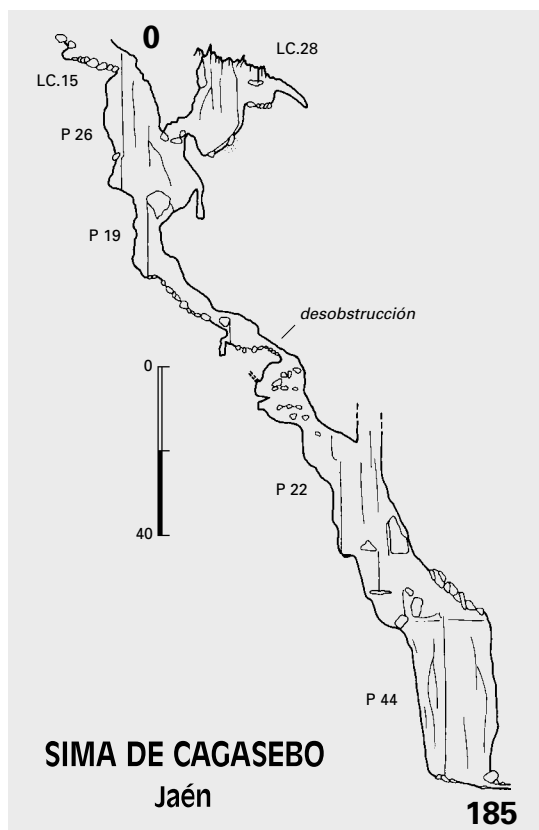 0
LC.28
LC.15
P 26
P 19
desobstrucción
0
P 22
40
P 44
SIMA DE CAGASEBO
Jaén
185